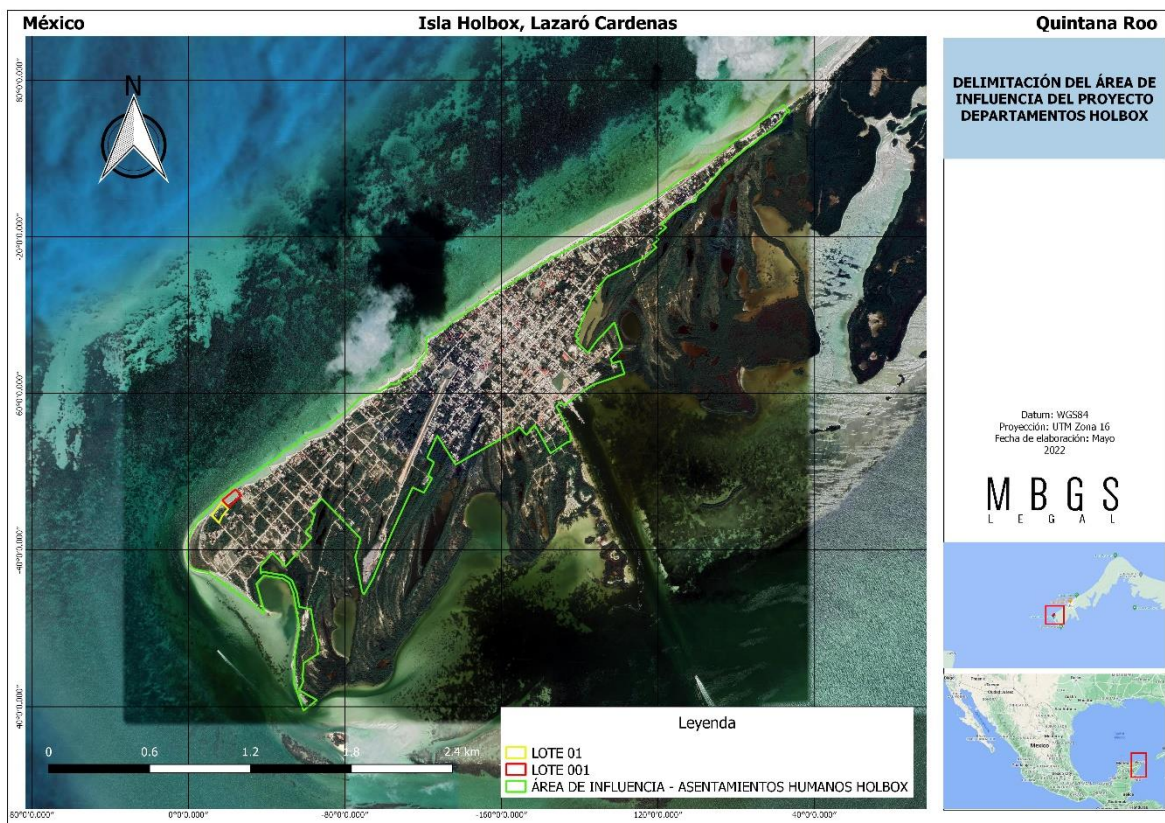 México
Isla Holbox, Lazaró Cardenas
Quintana Roo
DELIMITACIÓN DEL ÁREA DE
INFLUENCIA DEL PROYECTO
DEPARTAMENTOS HOLBOX
N
80°0'0.000"
-20°0'0.000"
60°0'0.000"
-40°0'0.000"
40°0'0.000"
Datum: WGS84
Proyección: UTM Zona 16
Fecha de elaboración: Mayo
2022
MBGS
LEGAL
Leyenda
LOTE 01
LOTE 001
ÁREA DE INFLUENCIA - ASENTAMIENTOS HUMANOS HOLBOX
0 0.6 1.2 1.8 2.4 km
0°0'0.000" -80°0'0.000" -160°0'0.000" 120°0'0.000" 40°0'0.000"
México